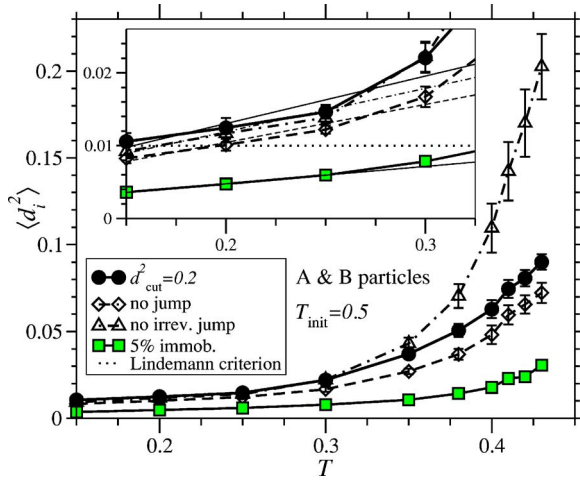 0.2
0.15
0.1
0.05
0
⟨d_i^2⟩
0.022
0.01
0
0.2
0.3
d^2_cut=0.2
no jump
no irrev. jump
5% immob.
Lindemann criterion
A & B particles
T_init=0.5
0.2
0.3
0.4
T